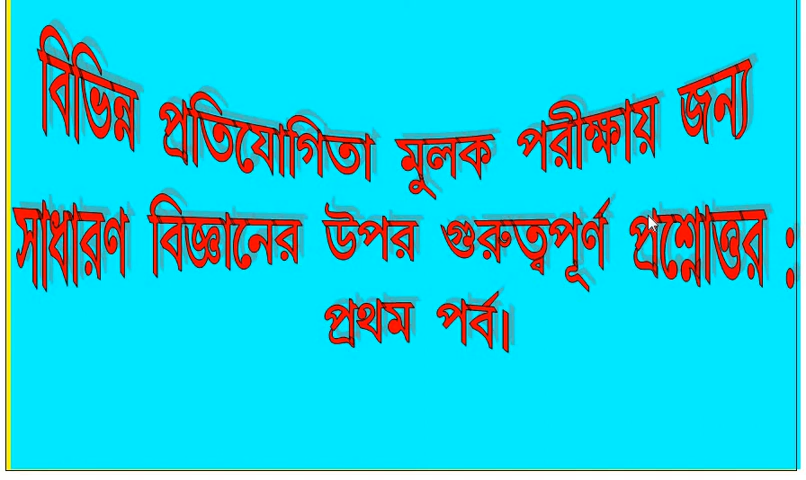 বিভিন্ন প্রতিযোগিতা মুলক পরীক্ষায় জন্য
সাধারণ বিজ্ঞানের উপর গুরুত্বপূর্ণ প্রশ্নোত্তর :
প্রথম পর্ব।